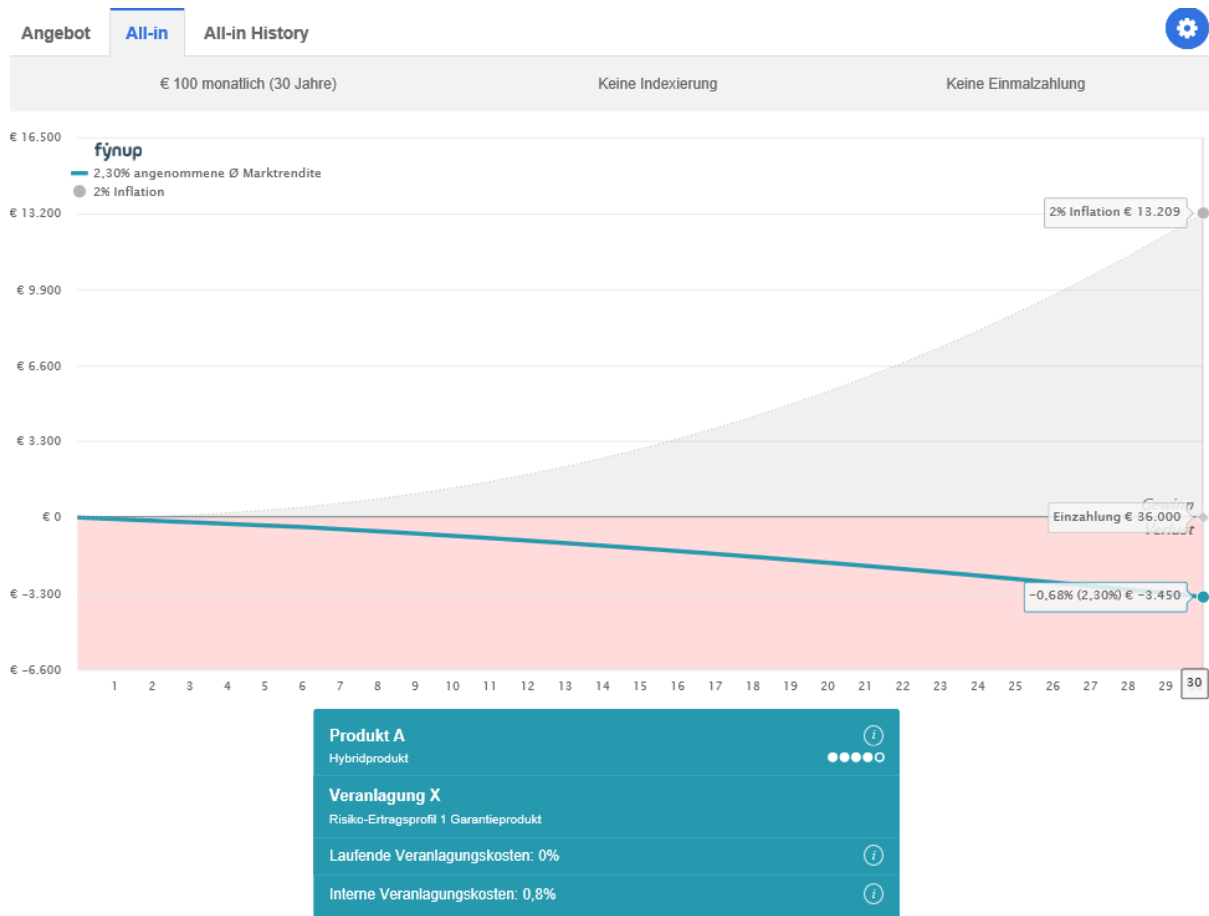 Angebot All-in All-in History
€ 100 monatlich (30 Jahre) Keine Indexierung Keine Einmalzahlung
€ 16.500
fynup
2,30% angenommene Ø Marktrendite
2% Inflation
€ 13.200
2% Inflation € 13.209
€ 9.900
€ 6.600
€ 3.300
Gewinn
€ 0
Einzahlung € 36.000
Verlust
€ -3.300
-0,68% (2,30%) € -3.450
€ -6.600
1 2 3 4 5 6 7 8 9 10 11 12 13 14 15 16 17 18 19 20 21 22 23 24 25 26 27 28 29 30
Produkt A
Hybridprodukt
Veranlagung X
Risiko-Ertragsprofil 1 Garantieprodukt
Laufende Veranlagungskosten: 0%
Interne Veranlagungskosten: 0,8%